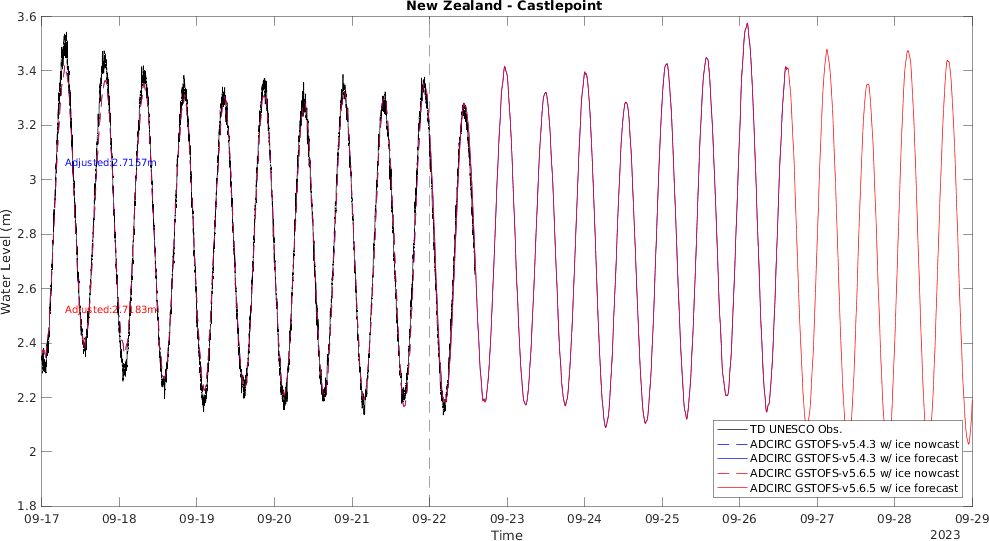 New Zealand - Castlepoint
3.6
3.4
3.2
3
2.8
2.6
2.4
2.2
2
1.8
Water Level (m)
Adjusted:2.7157m
Adjusted:2.7183m
TD UNESCO Obs.
ADCIRC GSTOFS-v5.4.3 w/ ice nowcast
ADCIRC GSTOFS-v5.4.3 w/ ice forecast
ADCIRC GSTOFS-v5.6.5 w/ ice nowcast
ADCIRC GSTOFS-v5.6.5 w/ ice forecast
09-17 09-18 09-19 09-20 09-21 09-22 09-23 09-24 09-25 09-26 09-27 09-28 09-29
Time
2023